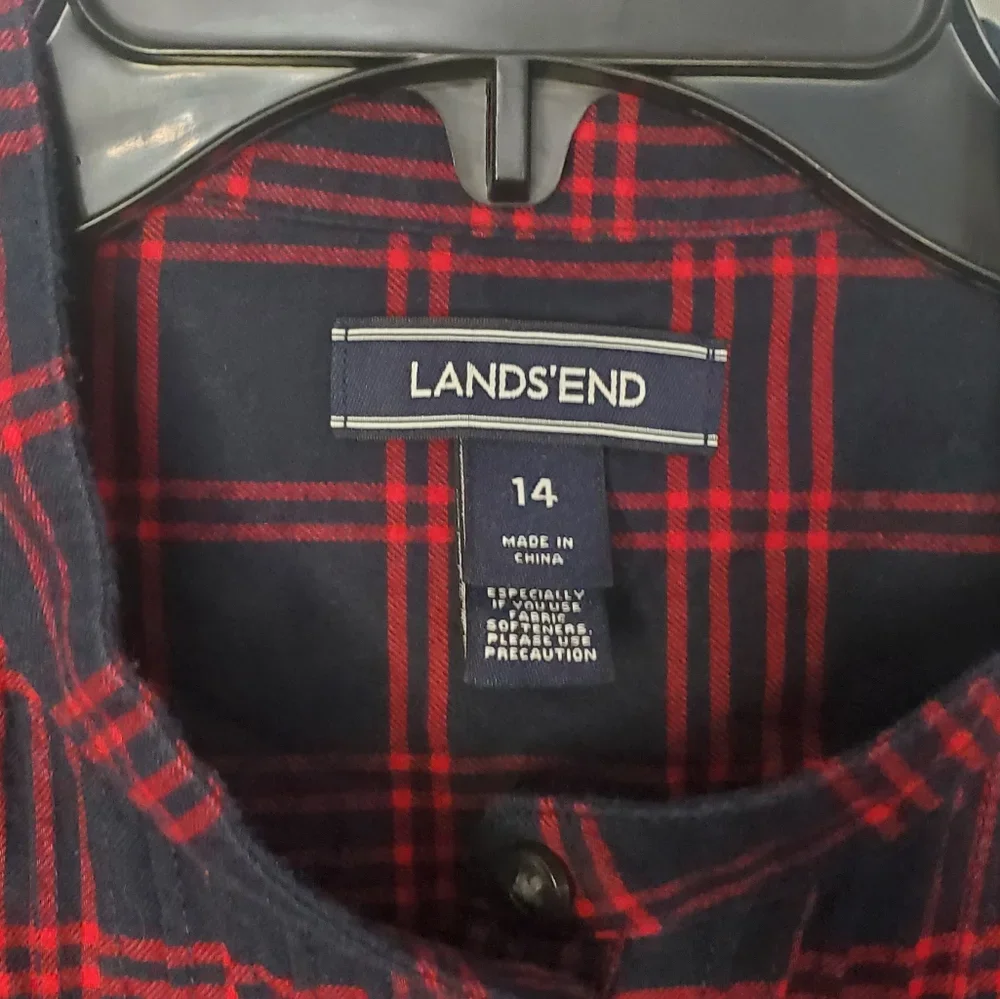 LANDS'END
14
MADE IN
CHINA
ESPECIALLY
IF YOU USE
FABRIC
SOFTENERS.
PLEASE USE
PRECAUTION